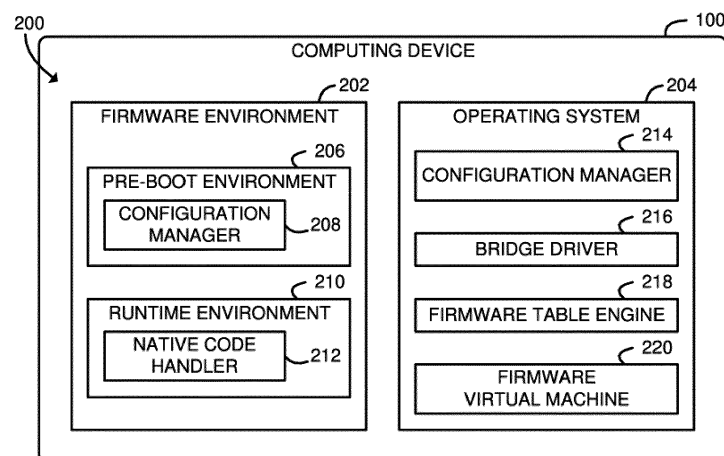 200
100
COMPUTING DEVICE
202
FIRMWARE ENVIRONMENT
206
PRE-BOOT ENVIRONMENT
CONFIGURATION
MANAGER
208
210
RUNTIME ENVIRONMENT
NATIVE CODE
HANDLER
212
204
OPERATING SYSTEM
214
CONFIGURATION MANAGER
216
BRIDGE DRIVER
218
FIRMWARE TABLE ENGINE
220
FIRMWARE
VIRTUAL MACHINE